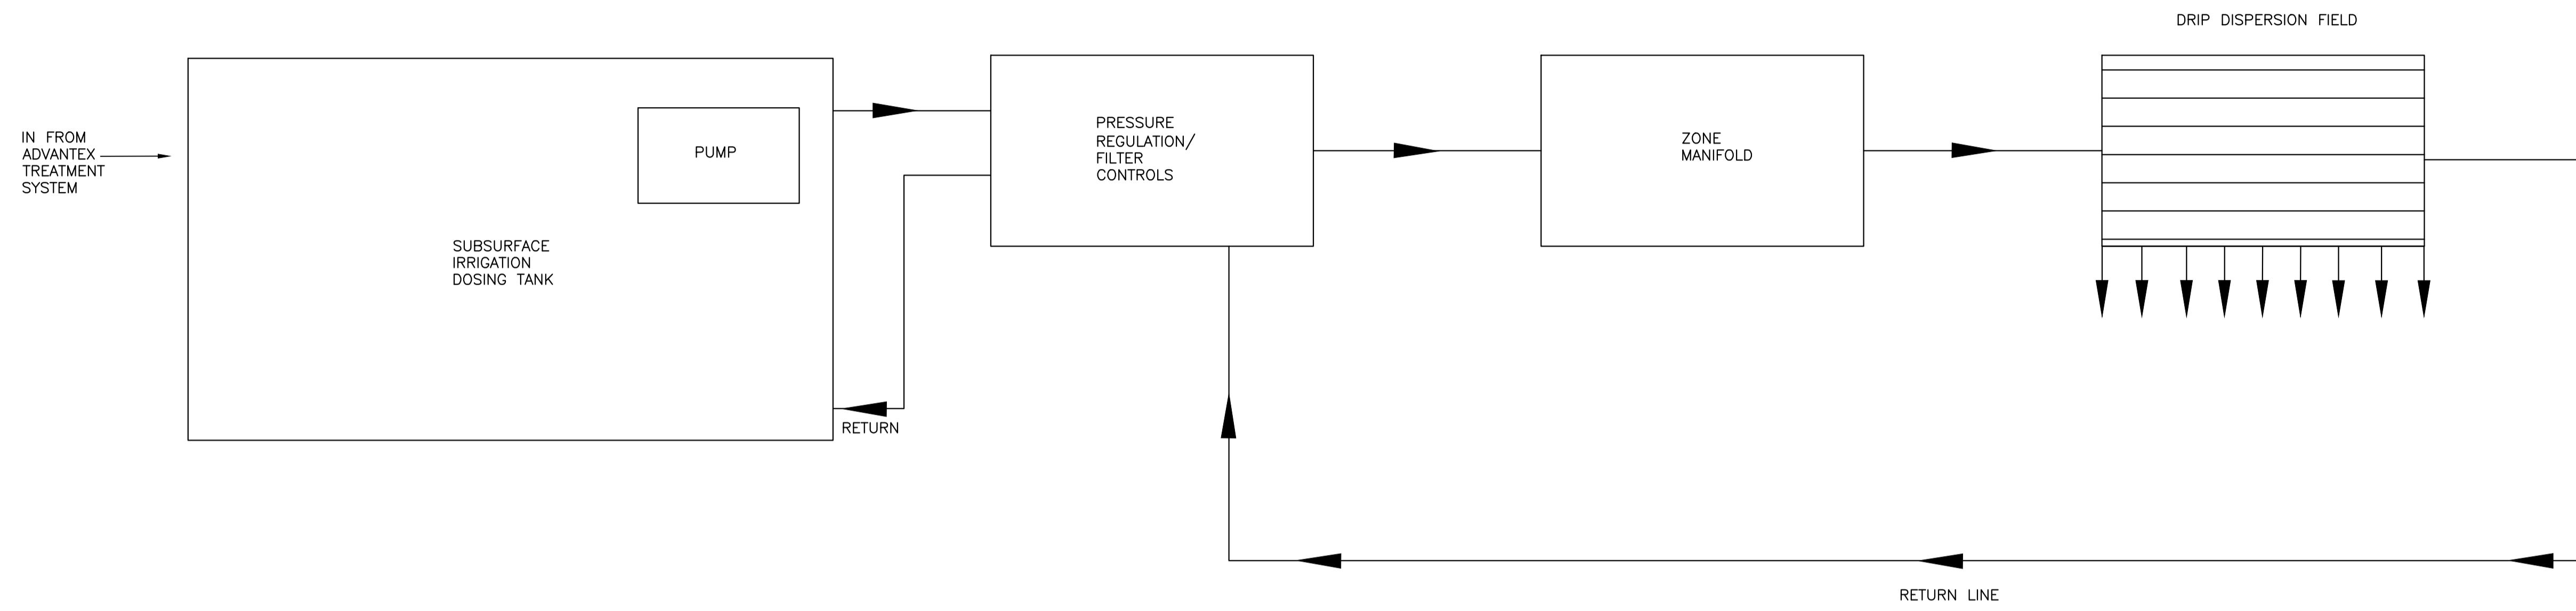 DRIP DISPERSION FIELD
IN FROM
ADVANTEX
TREATMENT
SYSTEM
PUMP
SUBSURFACE
IRRIGATION
DOSING TANK
RETURN
PRESSURE
REGULATION/
FILTER
CONTROLS
ZONE
MANIFOLD
RETURN LINE